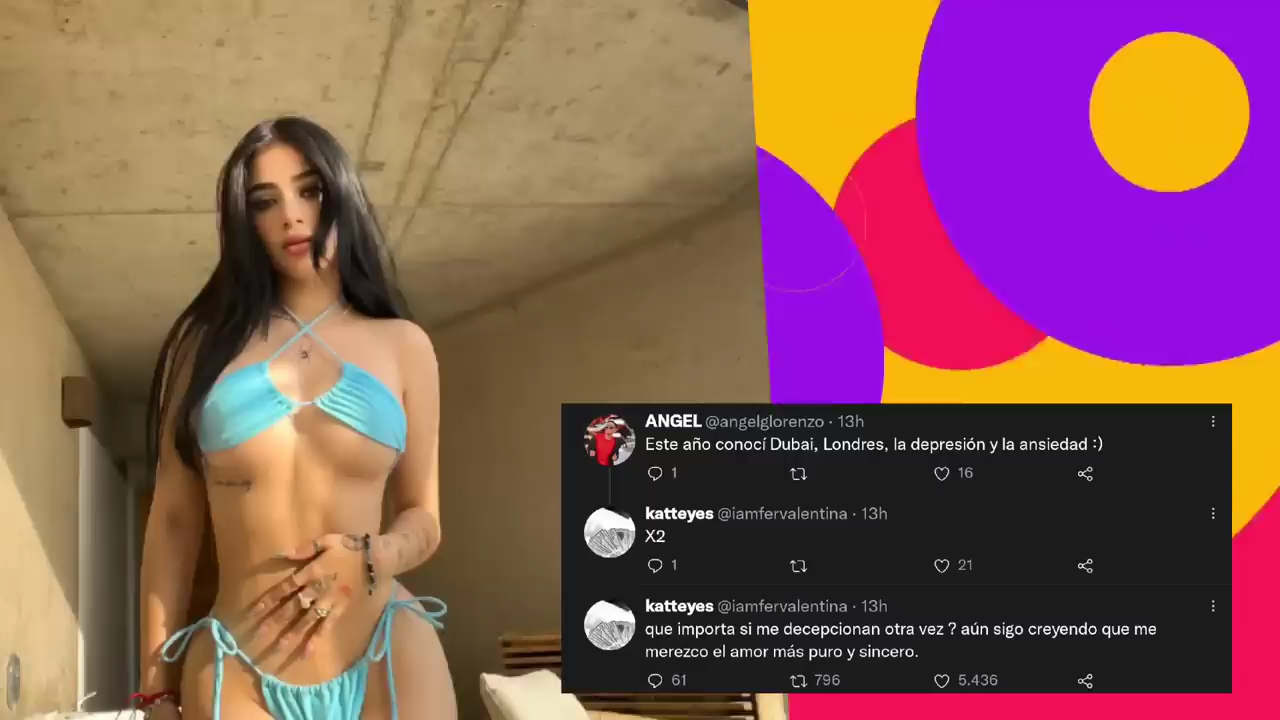 ANGEL @angelglorenzo · 13h
Este año conocí Dubai, Londres, la depresión y la ansiedad :)
1 16
katteyes @iamfervalentina · 13h
X2
1 21
katteyes @iamfervalentina · 13h
que importa si me decepcionan otra vez ? aún sigo creyendo que me
merezco el amor más puro y sincero.
61 796 5.436